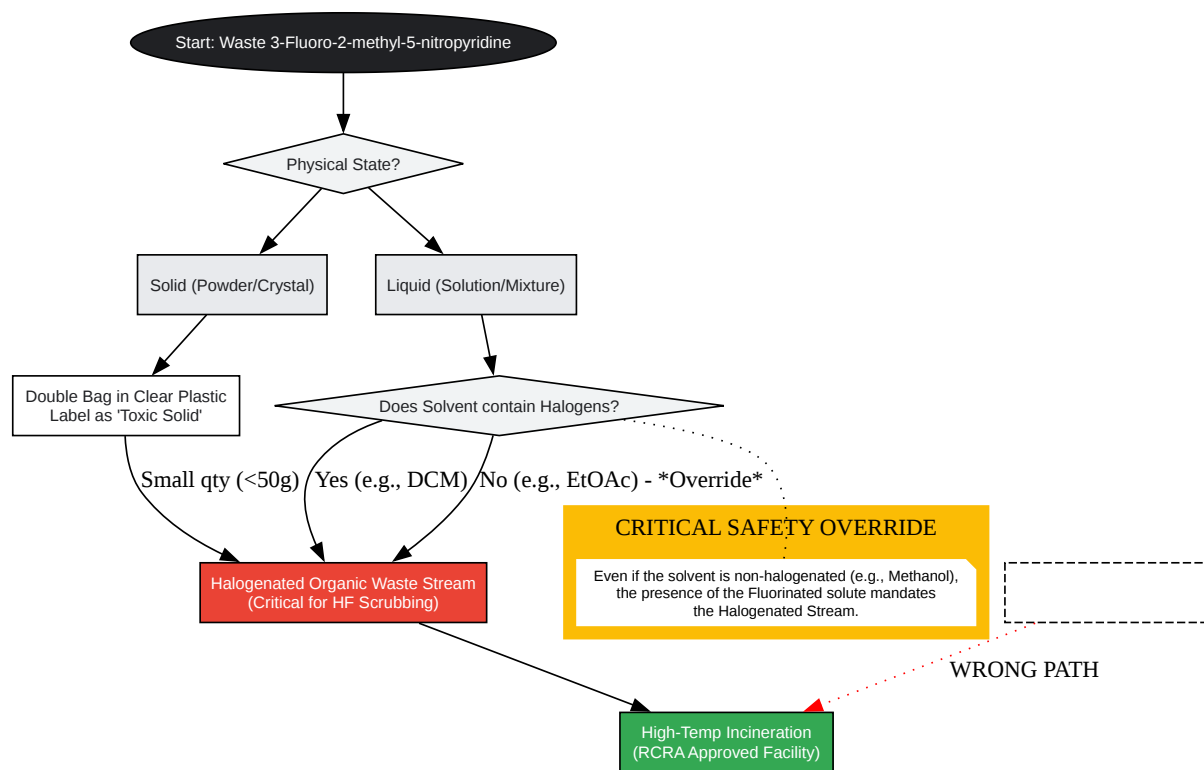 Start: Waste 3-Fluoro-2-methyl-5-nitropyridine
Physical State?
Solid (Powder/Crystal)
Liquid (Solution/Mixture)
Double Bag in Clear Plastic
Label as 'Toxic Solid'
Does Solvent contain Halogens?
Small qty (<50g)
Yes (e.g., DCM)
No (e.g., EtOAc) - *Override*
CRITICAL SAFETY OVERRIDE
Even if the solvent is non-halogenated (e.g., Methanol),
the presence of the Fluorinated solute mandates
the Halogenated Stream.
Halogenated Organic Waste Stream
(Critical for HF Scrubbing)
WRONG PATH
High-Temp Incineration
(RCRA Approved Facility)